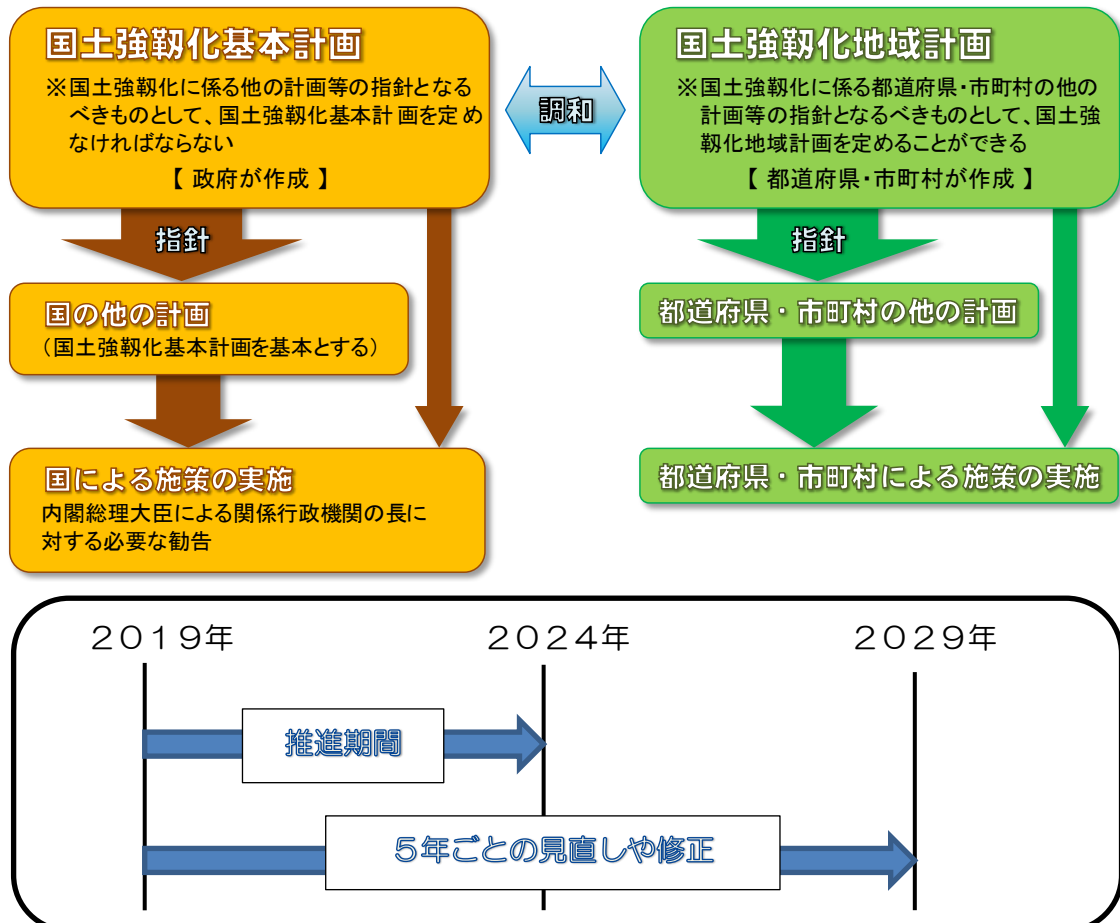 国土強靱化基本計画
※国土強靱化に係る他の計画等の指針となる
べきものとして、国土強靱化基本計 画を定め
なければならない
【 政府が作成 】
調和
国土強靱化地域計画
※国土強靱化に係る都道府県・市町村の他の
計画等の指針となるべきものとして、国土強
靱化地域計画を定めることができる
【 都道府県・市町村が作成 】
指針
指針
国の他の計画
（国土強靱化基本計画を基本とする）
都道府県・市町村の他の計画
国による施策の実施
内閣総理大臣による関係行政機関の長に
対する必要な勧告
都道府県・市町村による施策の実施
２０１９年
２０２４年
２０２９年
推進期間
５年ごとの見直しや修正